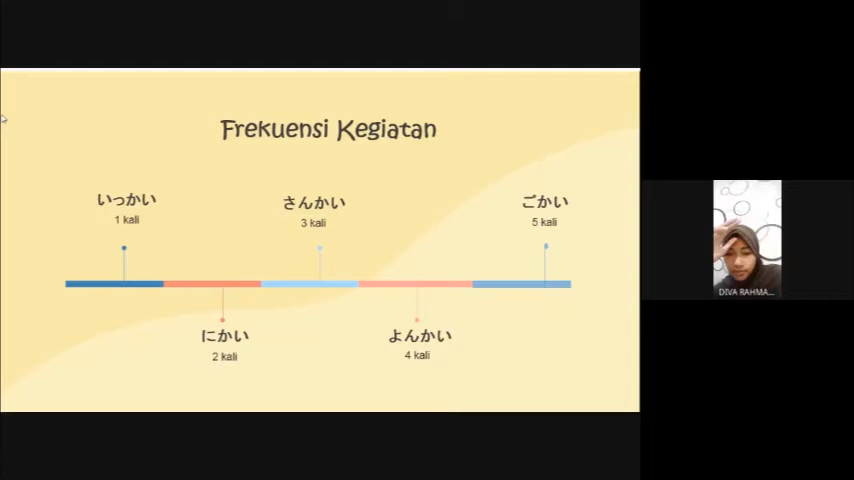 Frekuensi Kegiatan
いっかい
1 kali
さんかい
3 kali
ごかい
5 kali
にかい
2 kali
よんかい
4 kali
DIVA RAHMA...